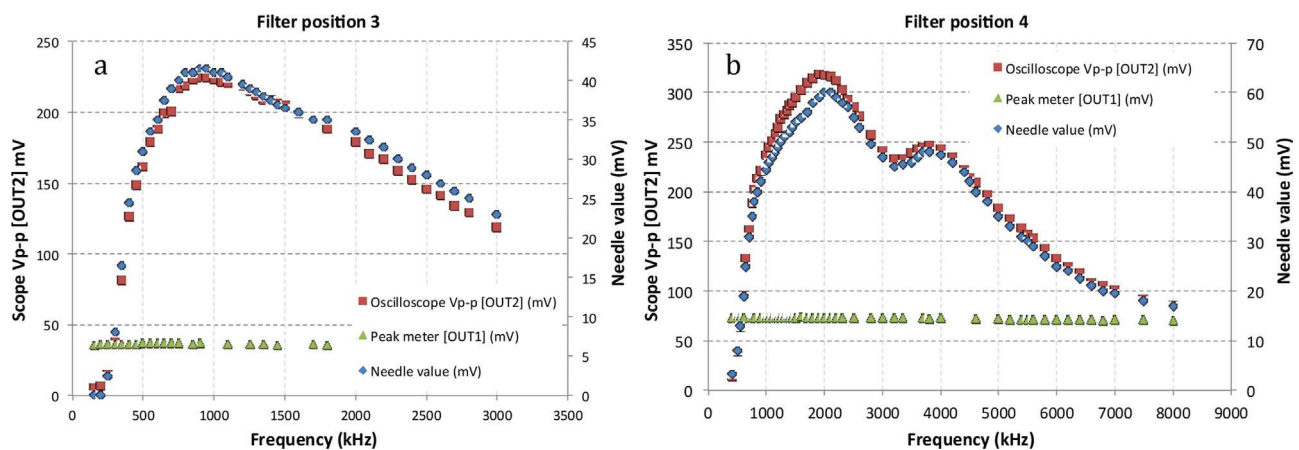 Filter position 3
a
Scope Vp-p [OUT2] mV
250
200
150
100
50
0
45
40
35
30
25
20
15
10
5
0
Needle value (mV)
Oscilloscope Vp-p [OUT2] (mV)
Peak meter [OUT1] (mV)
Needle value (mV)
0 500 1000 1500 2000 2500 3000 3500
Frequency (kHz)
Filter position 4
b
Scope Vp-p [OUT2] mV
350
300
250
200
150
100
50
0
70
60
50
40
30
20
10
0
Needle value (mV)
Oscilloscope Vp-p [OUT2] (mV)
Peak meter [OUT1] (mV)
Needle value (mV)
0 1000 2000 3000 4000 5000 6000 7000 8000 9000
Frequency (kHz)